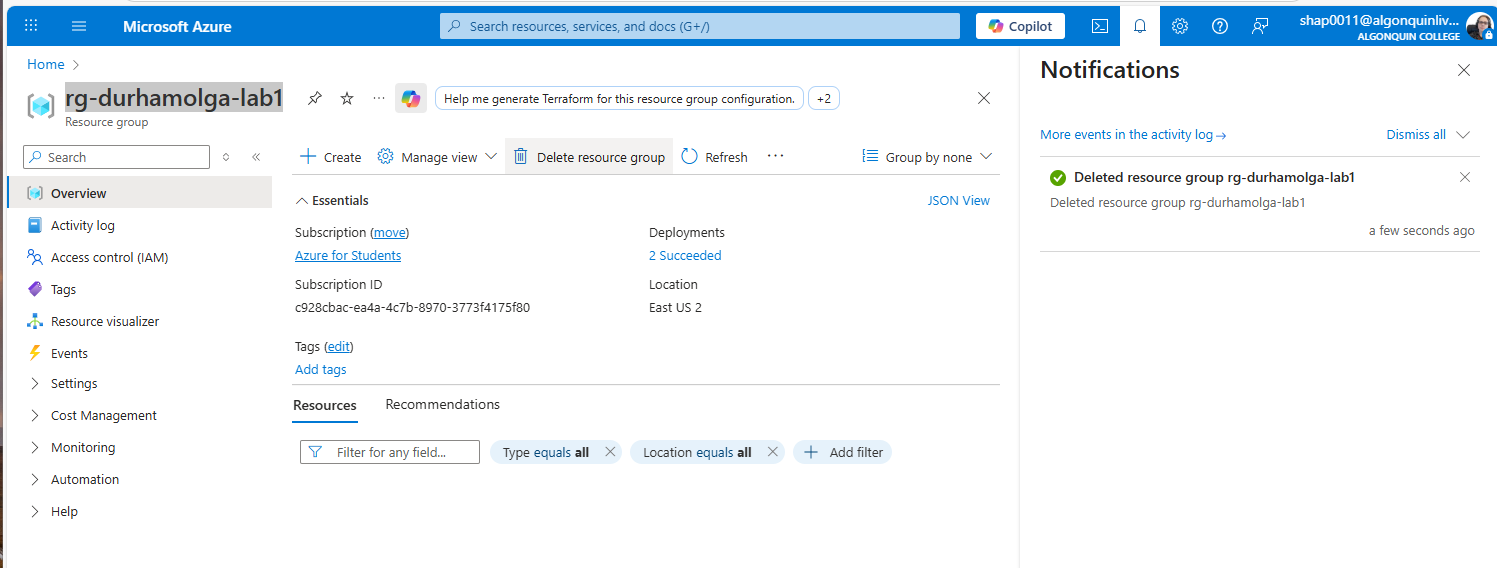 Microsoft Azure
Search resources, services, and docs (G+/)
Copilot
shap0011@algonquinliv...
ALGONQUIN COLLEGE
Home
rg-durhamolga-lab1
Resource group
Help me generate Terraform for this resource group configuration.
+2
Search
Overview
Activity log
Access control (IAM)
Tags
Resource visualizer
Events
Settings
Cost Management
Monitoring
Automation
Help
Create
Manage view
Delete resource group
Refresh
Group by none
Essentials
JSON View
Subscription (move)
Azure for Students
Subscription ID
c928cbac-ea4a-4c7b-8970-3773f4175f80
Deployments
2 Succeeded
Location
East US 2
Tags (edit)
Add tags
Resources
Recommendations
Filter for any field...
Type equals all
Location equals all
Add filter
Notifications
More events in the activity log→
Dismiss all
Deleted resource group rg-durhamolga-lab1
Deleted resource group rg-durhamolga-lab1
a few seconds ago